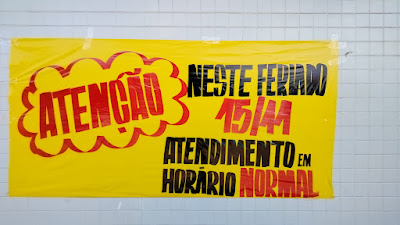 ATENÇÃO
NESTE FERIADO
15/11
ATENDIMENTO EM
HORÁRIO NORMAL